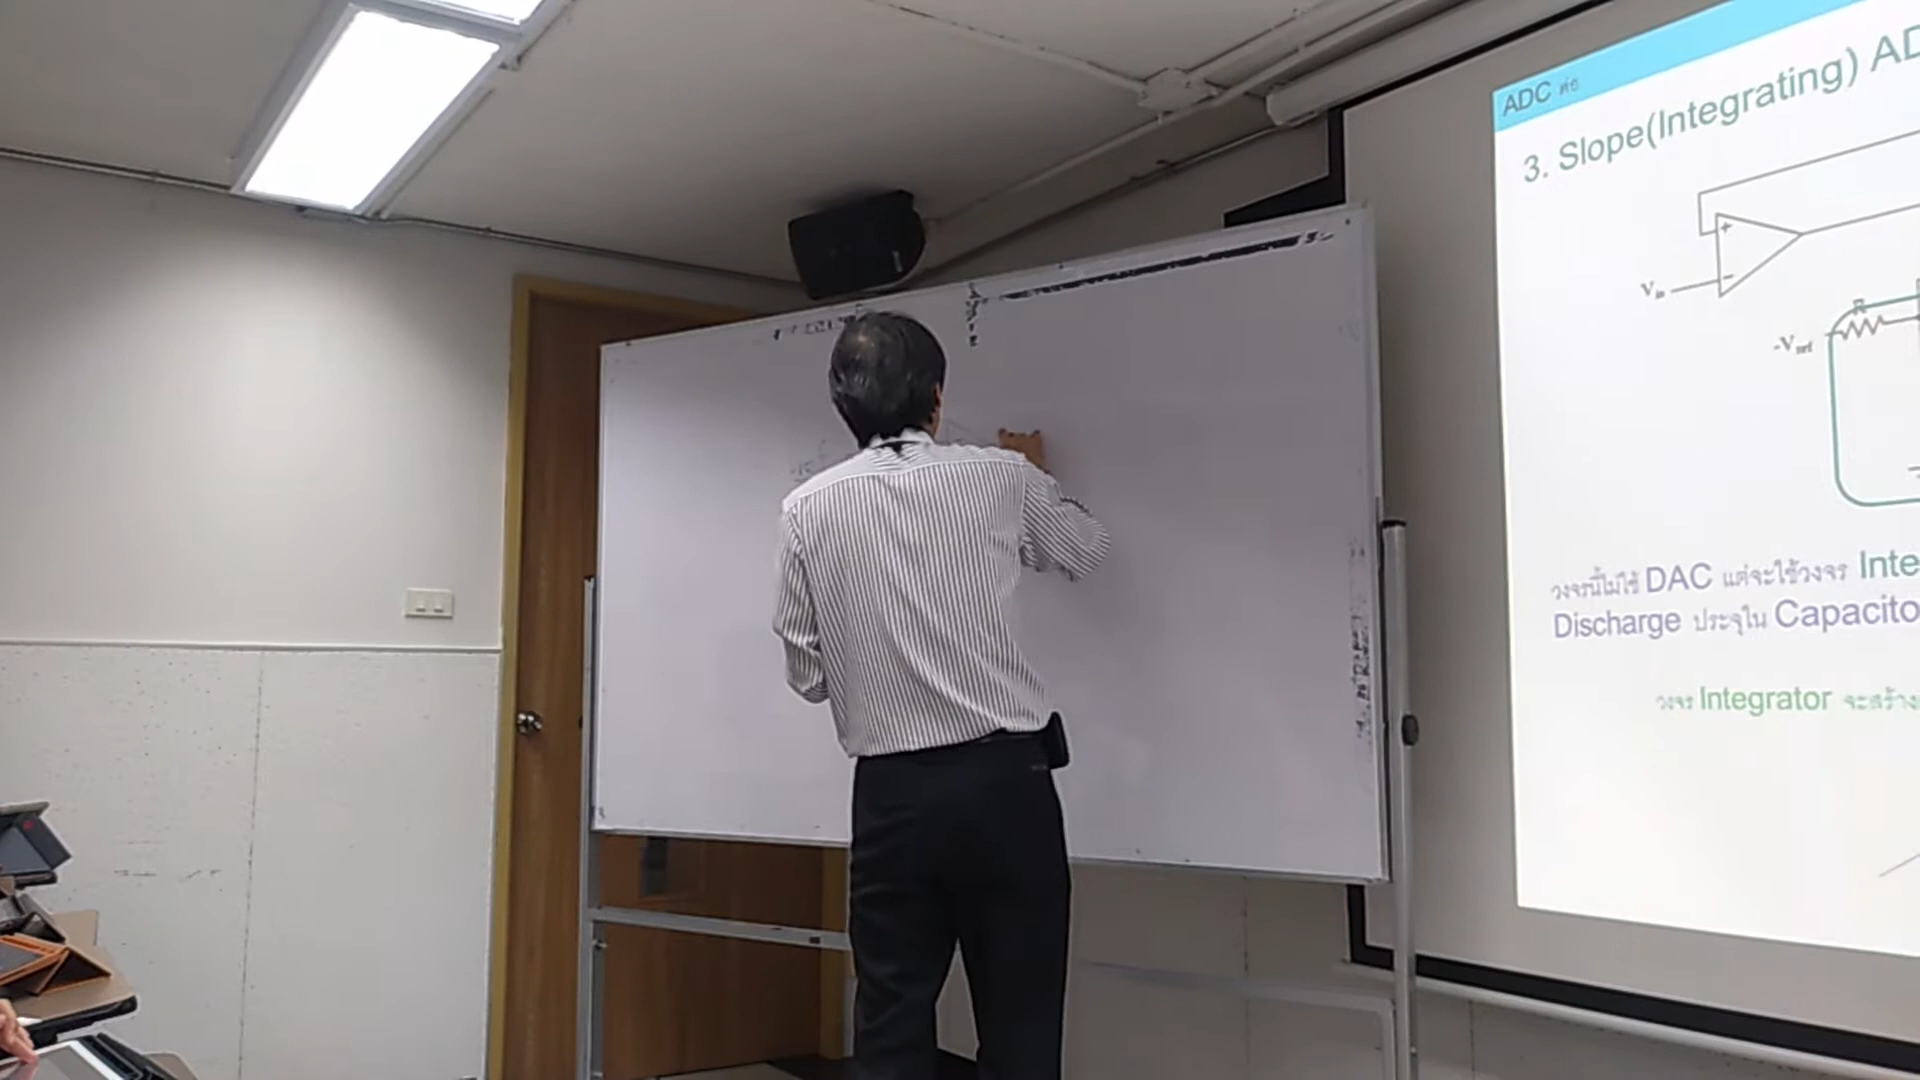 ADC ต่อ
3. Slope(Integrating) AD
+
-
Vin
R
-Vref
วงจรนี้ไม่ใช้ DAC แต่จะใช้วงจร Inte
Discharge ประจุใน Capacito
วงจร Integrator จะสร้าง